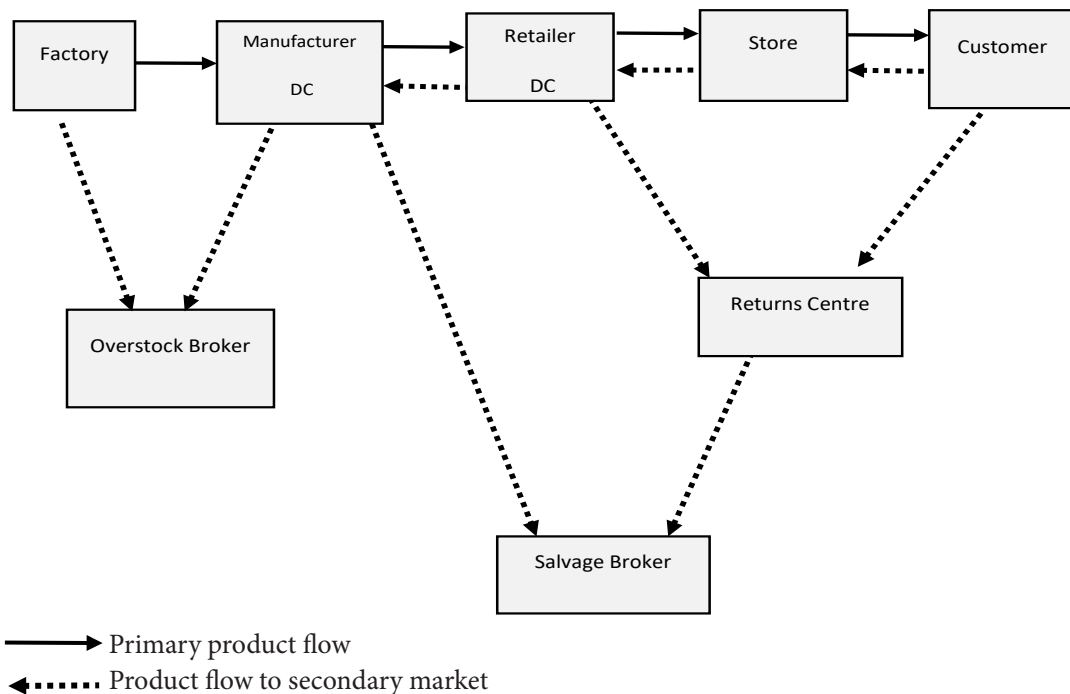 Factory
Manufacturer
DC
Retailer
DC
Store
Customer
Overstock Broker
Returns Centre
Salvage Broker
Primary product flow
Product flow to secondary market